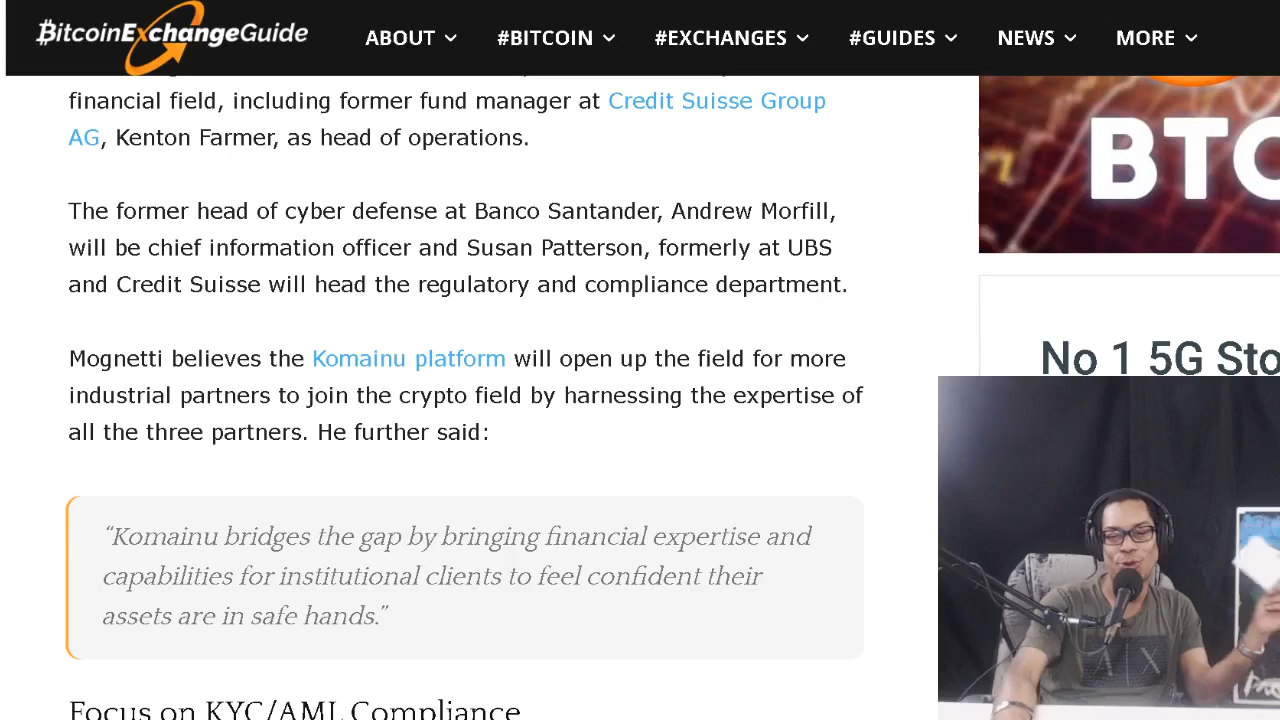 BitcoinExchangeGuide
ABOUT
#BITCOIN
#EXCHANGES
#GUIDES
NEWS
MORE
financial field, including former fund manager at Credit Suisse Group
AG, Kenton Farmer, as head of operations.
The former head of cyber defense at Banco Santander, Andrew Morfill,
will be chief information officer and Susan Patterson, formerly at UBS
and Credit Suisse will head the regulatory and compliance department.
Mognetti believes the Komainu platform will open up the field for more
industrial partners to join the crypto field by harnessing the expertise of
all the three partners. He further said:
“Komainu bridges the gap by bringing financial expertise and
capabilities for institutional clients to feel confident their
assets are in safe hands.”
Focus on KYC/AML Compliance
BTC
No 1 5G Sto